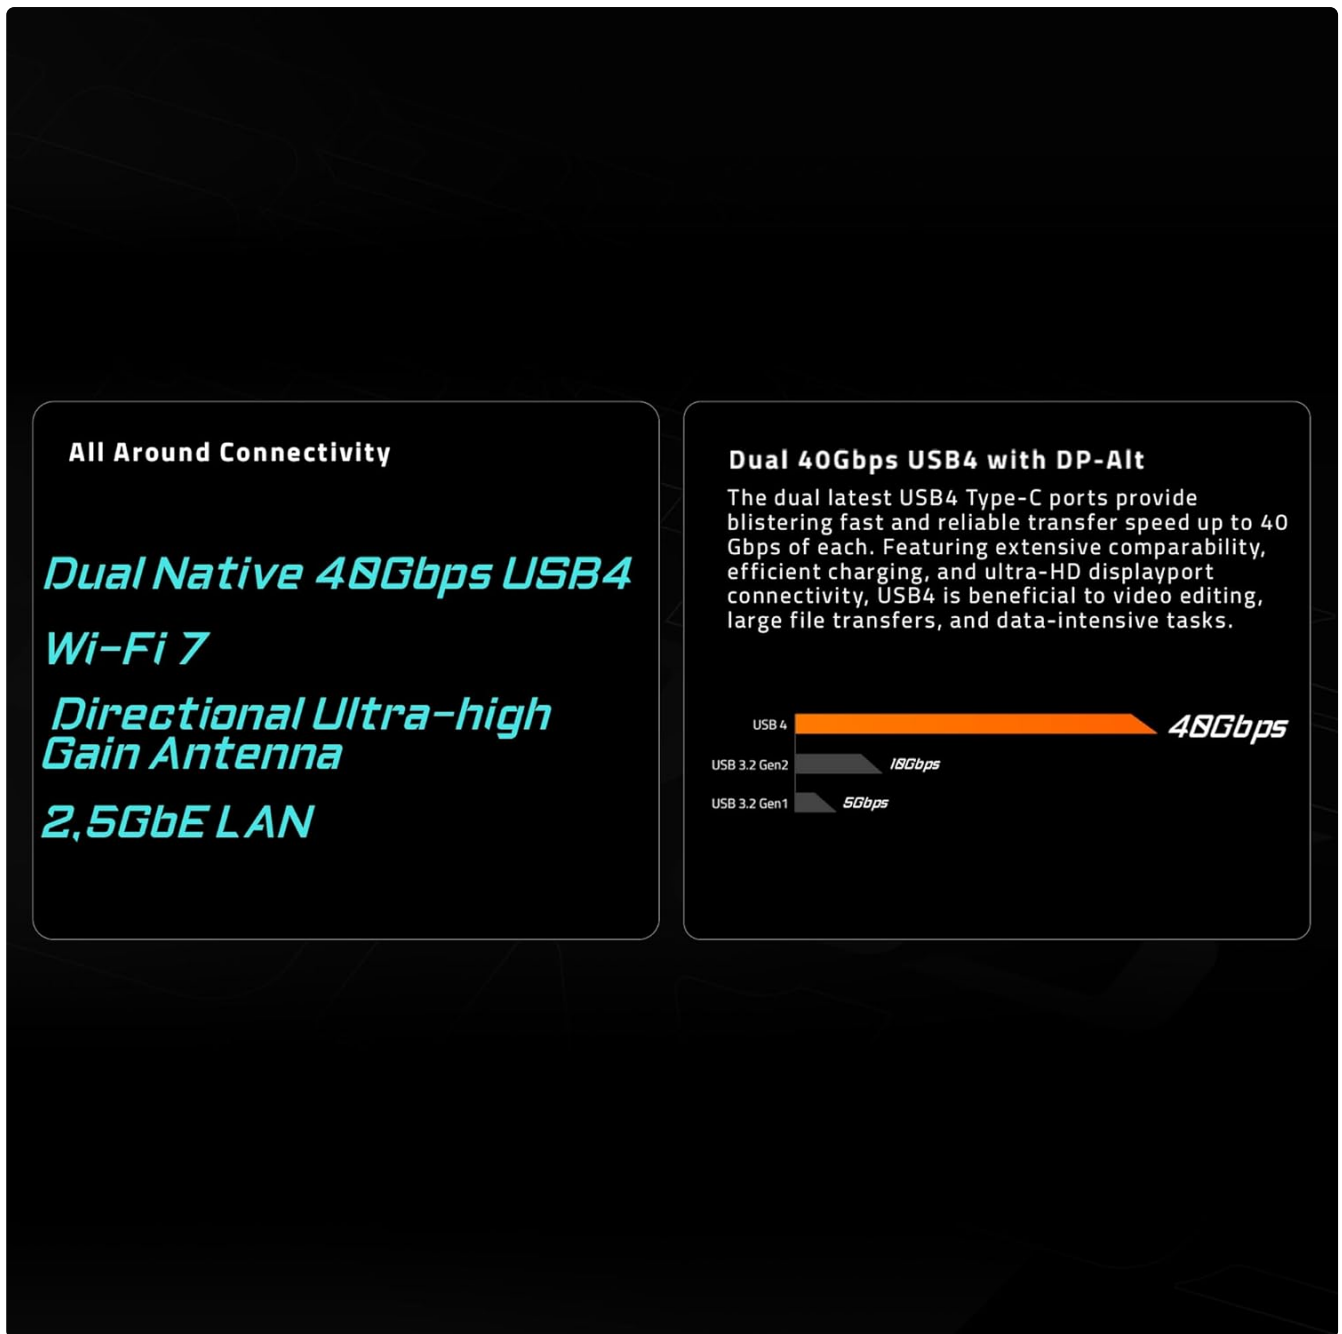 All Around Connectivity
Dual Native 40Gbps USB4
Wi-Fi 7
Directional Ultra-high
Gain Antenna
2,5GbE LAN
Dual 40Gbps USB4 with DP-Alt
The dual latest USB4 Type-C ports provide
blistering fast and reliable transfer speed up to 40
Gbps of each. Featuring extensive comparability,
efficient charging, and ultra-HD displayport
connectivity, USB4 is beneficial to video editing,
large file transfers, and data-intensive tasks.
USB 4 40Gbps
USB 3.2 Gen2 10Gbps
USB 3.2 Gen1 5Gbps